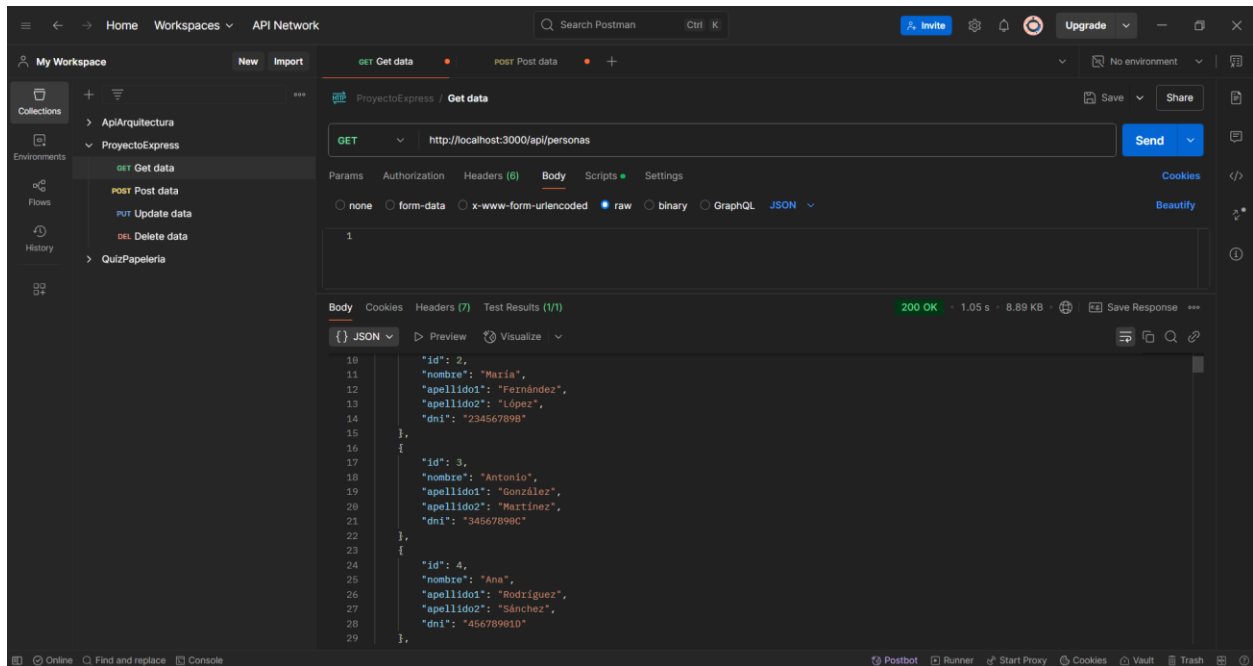 Home Workspaces API Network Search Postman Ctrl K Invite Upgrade
My Workspace New Import GET Get data POST Post data No environment
Collections
Environments
Flows
History
ApiArquitectura
ProyectoExpress
GET Get data
POST Post data
PUT Update data
DEL Delete data
QuizPapeleria
HTTP ProyectoExpress / Get data Save Share
GET http://localhost:3000/api/personas Send
Params Authorization Headers (6) Body Scripts Settings Cookies
none form-data x-www-form-urlencoded raw binary GraphQL JSON Beautify
1
Body Cookies Headers (7) Test Results (1/1) 200 OK 1.05 s 8.89 KB Save Response
{} JSON Preview Visualize
10 "id": 2,
11 "nombre": "María",
12 "apellido1": "Fernández",
13 "apellido2": "López",
14 "dni": "23456789B"
15 },
16 {
17 "id": 3,
18 "nombre": "Antonio",
19 "apellido1": "González",
20 "apellido2": "Martínez",
21 "dni": "34567890C"
22 },
23 {
24 "id": 4,
25 "nombre": "Ana",
26 "apellido1": "Rodríguez",
27 "apellido2": "Sánchez",
28 "dni": "45678901D"
29 },
Online Find and replace Console Postbot Runner Start Proxy Cookies Vault Trash